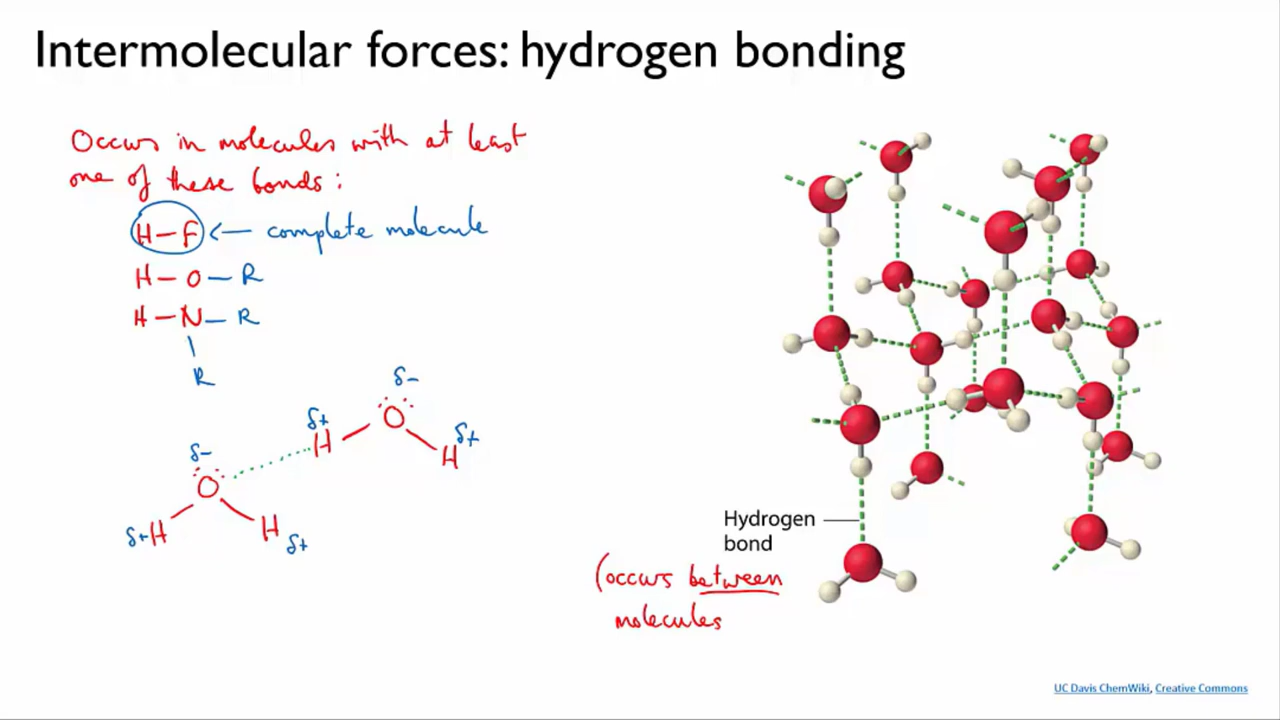 Intermolecular forces: hydrogen bonding
Occurs in molecules with at least
one of these bonds:
H-F <- complete molecule
H-O-R
H-N-R
R
δ-
O
δ+
H
H
δ+
δ-
O
δ+H
H
δ+
Hydrogen
bond
(occurs between
molecules
UC Davis ChemWiki, Creative Commons